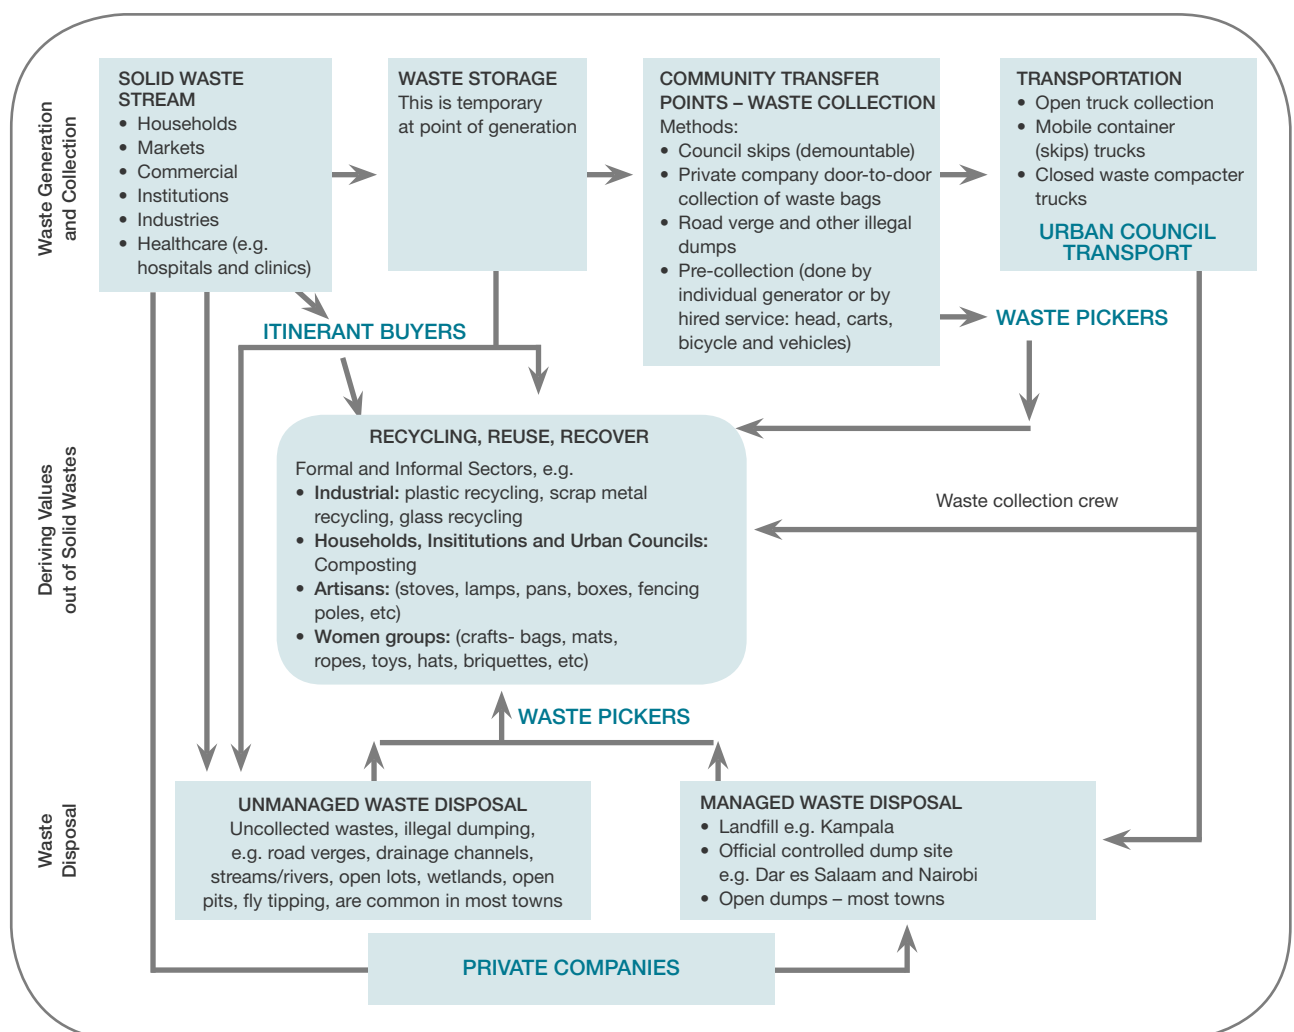 Waste Generation
and Collection
SOLID WASTE
STREAM
• Households
• Markets
• Commercial
• Institutions
• Industries
• Healthcare (e.g.
hospitals and clinics)
WASTE STORAGE
This is temporary
at point of generation
COMMUNITY TRANSFER
POINTS – WASTE COLLECTION
Methods:
• Council skips (demountable)
• Private company door-to-door
collection of waste bags
• Road verge and other illegal
dumps
• Pre-collection (done by
individual generator or by
hired service: head, carts,
bicycle and vehicles)
TRANSPORTATION
• Open truck collection
• Mobile container
(skips) trucks
• Closed waste compacter
trucks
URBAN COUNCIL
TRANSPORT
ITINERANT BUYERS
WASTE PICKERS
Deriving Values
out of Solid Wastes
RECYCLING, REUSE, RECOVER
Formal and Informal Sectors, e.g.
• Industrial: plastic recycling, scrap metal
recycling, glass recycling
• Households, Insititutions and Urban Councils:
Composting
• Artisans: (stoves, lamps, pans, boxes, fencing
poles, etc)
• Women groups: (crafts- bags, mats,
ropes, toys, hats, briquettes, etc)
Waste collection crew
WASTE PICKERS
Waste
Disposal
UNMANAGED WASTE DISPOSAL
Uncollected wastes, illegal dumping,
e.g. road verges, drainage channels,
streams/rivers, open lots, wetlands, open
pits, fly tipping, are common in most towns
MANAGED WASTE DISPOSAL
• Landfill e.g. Kampala
• Official controlled dump site
e.g. Dar es Salaam and Nairobi
• Open dumps – most towns
PRIVATE COMPANIES